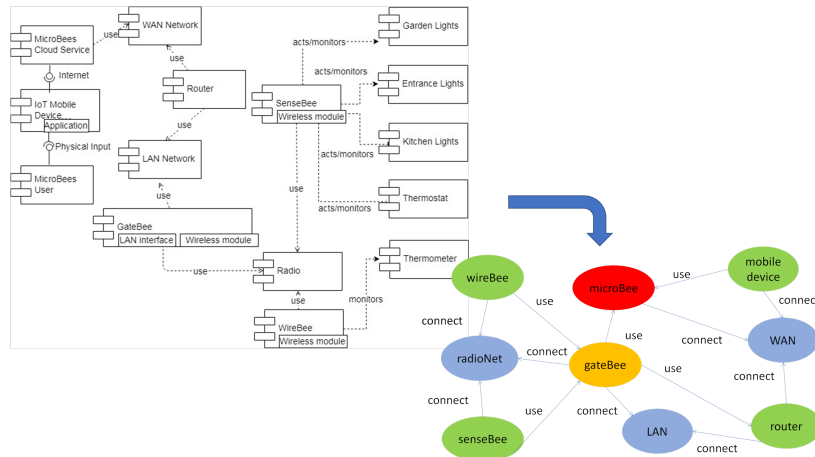 WAN Network
Garden Lights
MicroBees
Cloud Service
use
acts/monitors
use
Internet
acts/monitors
Router
Entrance Lights
SenseBee
Wireless module
IoT Mobile
Device
Application
acts/monitors
use
Kitchen Lights
Physical Input
LAN Network
acts/monitors
MicroBees
User
use
use
Thermostat
acts/monitors
GateBee
LAN interface
Wireless module
Thermometer
use
Radio
use
monitors
WireBee
Wireless module
wireBee
mobile
device
microBee
use
use
connect
connect
use
connect
WAN
radioNet
connect
gateBee
use
connect
connect
use
connect
senseBee
LAN
router
connect